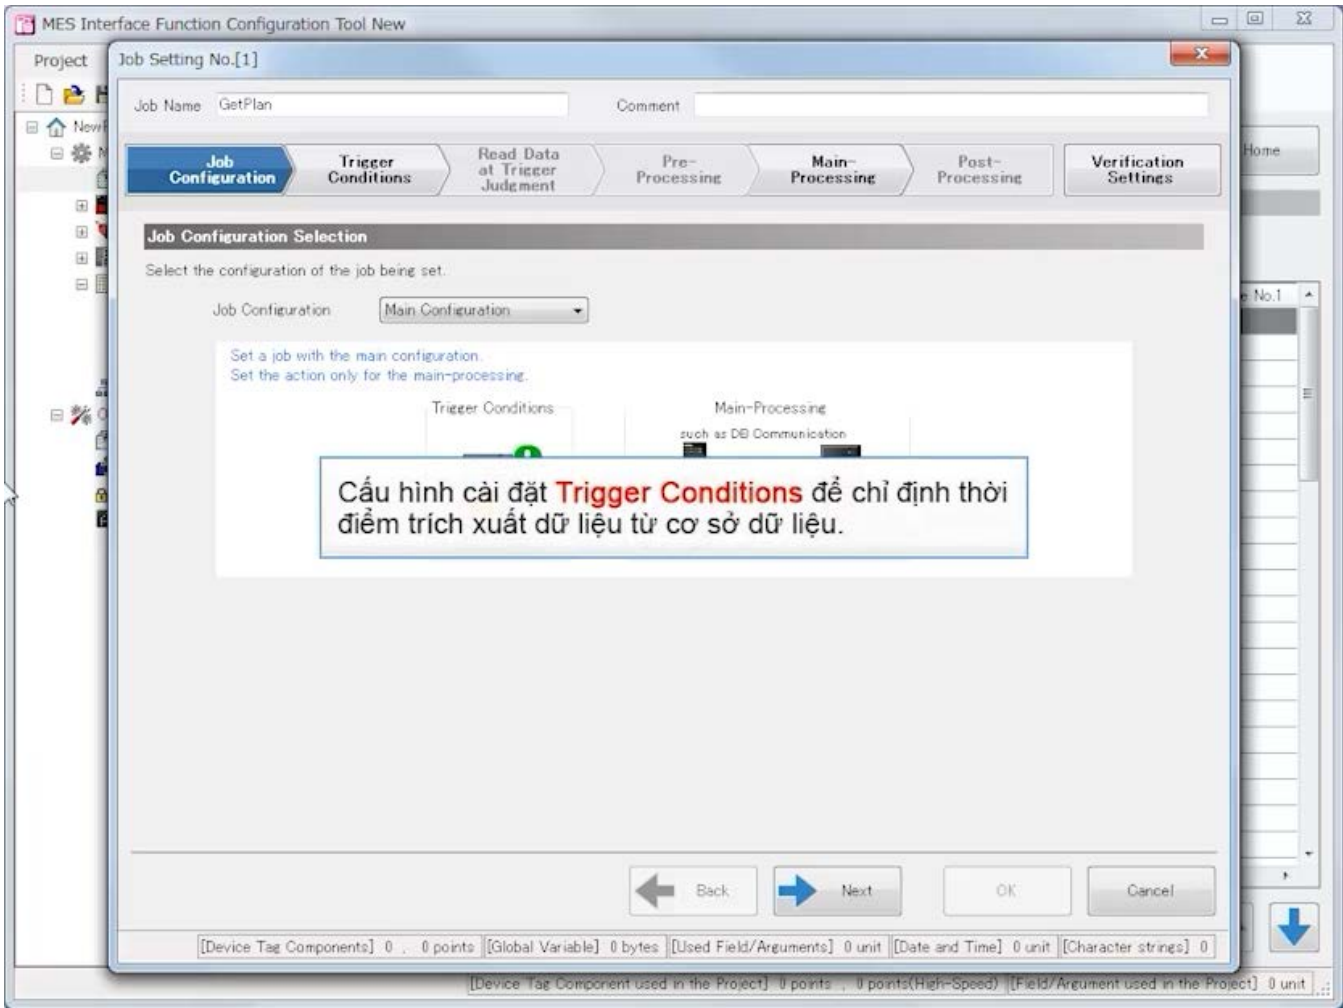 MES Interface Function Configuration Tool New
Project
Job Setting No.[1]
Job Name GetPlan Comment
Job Configuration
Trigger Conditions
Read Data at Trigger Judgment
Pre-Processing
Main-Processing
Post-Processing
Verification Settings
Home
Job Configuration Selection
Select the configuration of the job being set.
Job Configuration Main Configuration
No.1
Set a job with the main configuration.
Set the action only for the main-processing.
Trigger Conditions Main-Processing
such as DB Communication
Cấu hình cài đặt Trigger Conditions để chỉ định thời
điểm trích xuất dữ liệu từ cơ sở dữ liệu.
Back Next OK Cancel
[Device Tag Components] 0 , 0 points [Global Variable] 0 bytes [Used Field/Arguments] 0 unit [Date and Time] 0 unit [Character strings] 0
[Device Tag Component used in the Project] 0 points , 0 points(High-Speed) [Field/Argument used in the Project] 0 unit